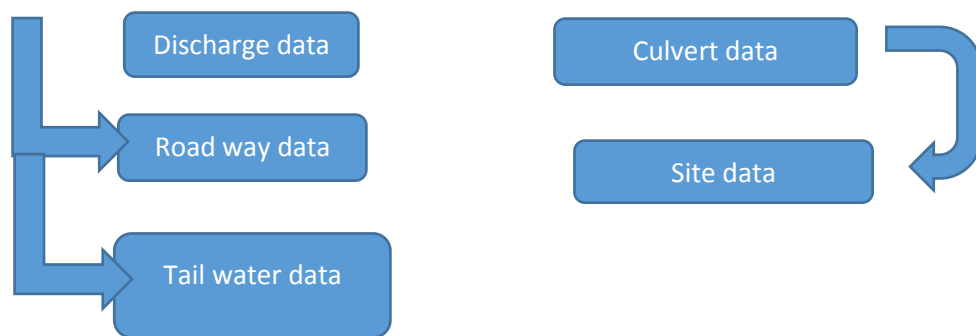 Discharge data
Road way data
Tail water data
Culvert data
Site data